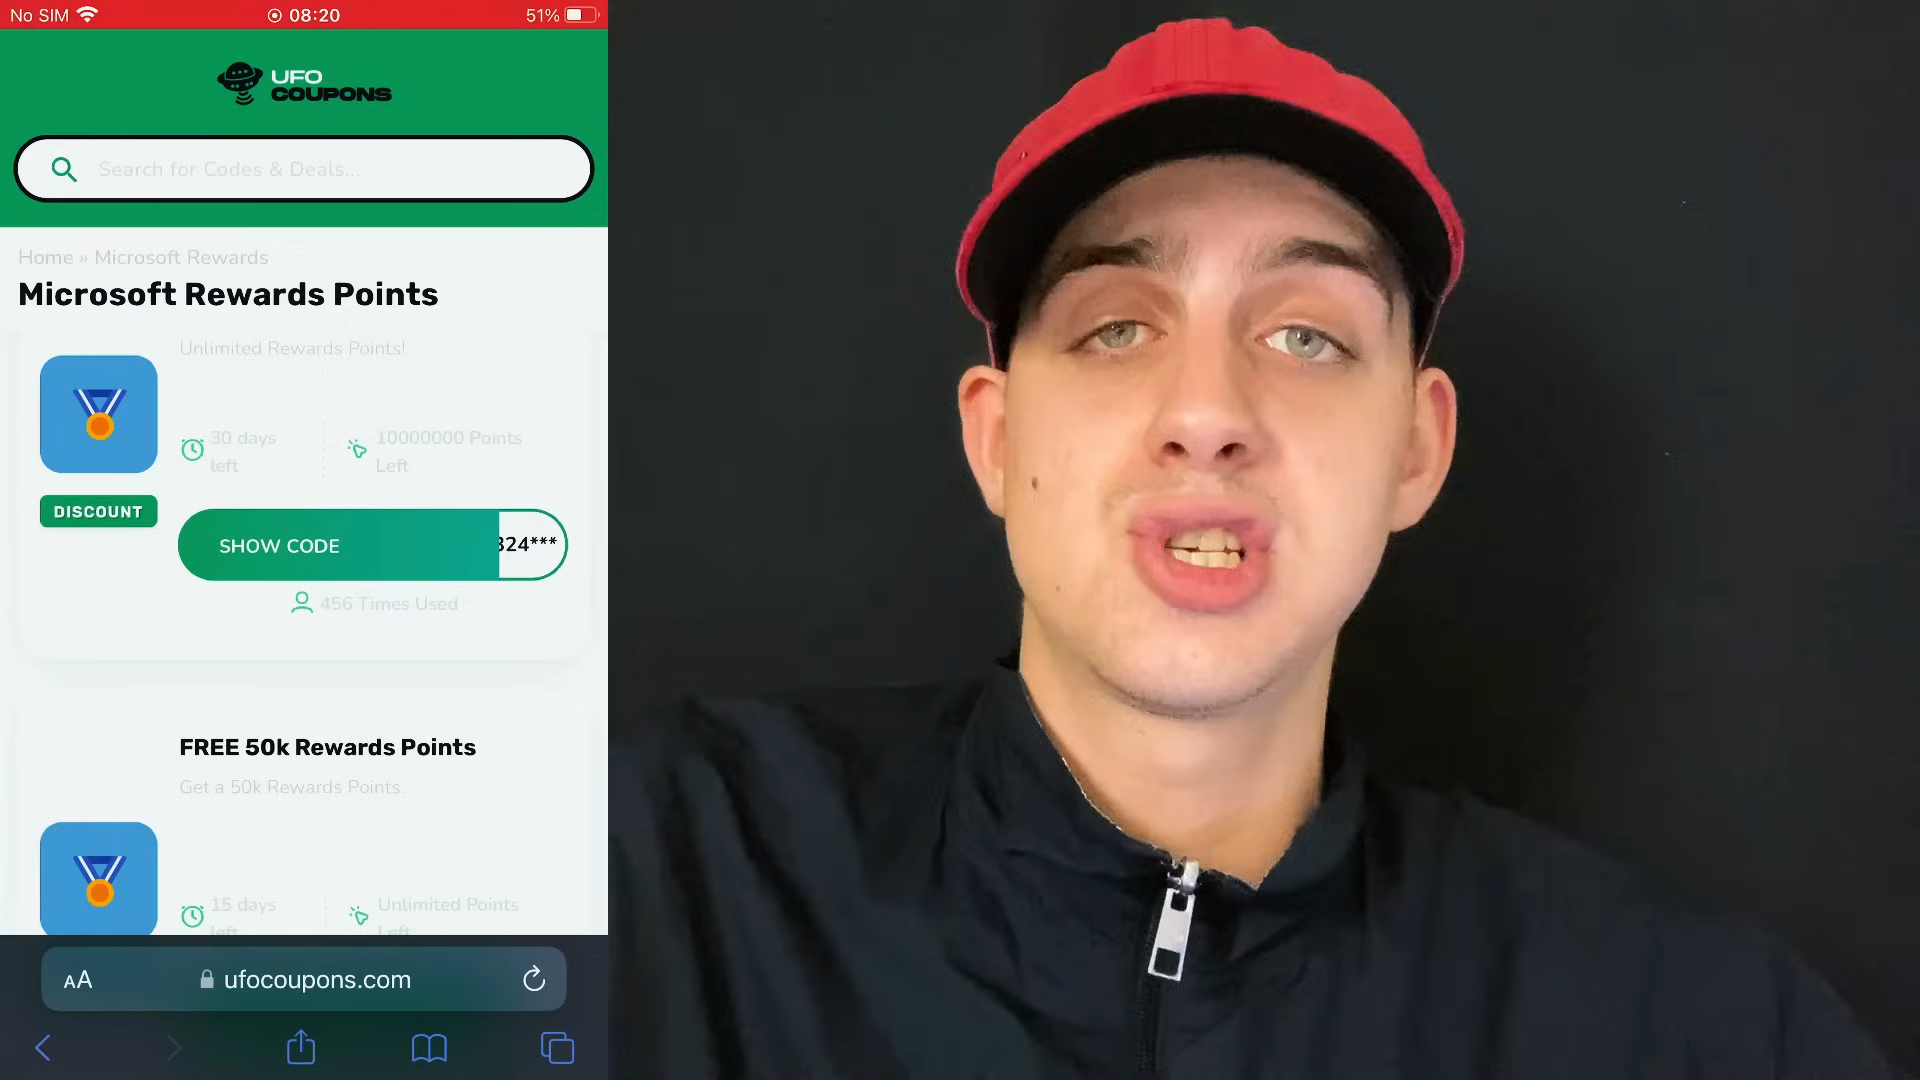 No SIM 08:20 51%
UFO
COUPONS
Search for Codes & Deals...
Home » Microsoft Rewards
Microsoft Rewards Points
Unlimited Rewards Points!
30 days
left
10000000 Points
Left
DISCOUNT
SHOW CODE 324***
456 Times Used
FREE 50k Rewards Points
Get a 50k Rewards Points.
15 days
left
Unlimited Points
Left
AA ufocoupons.com